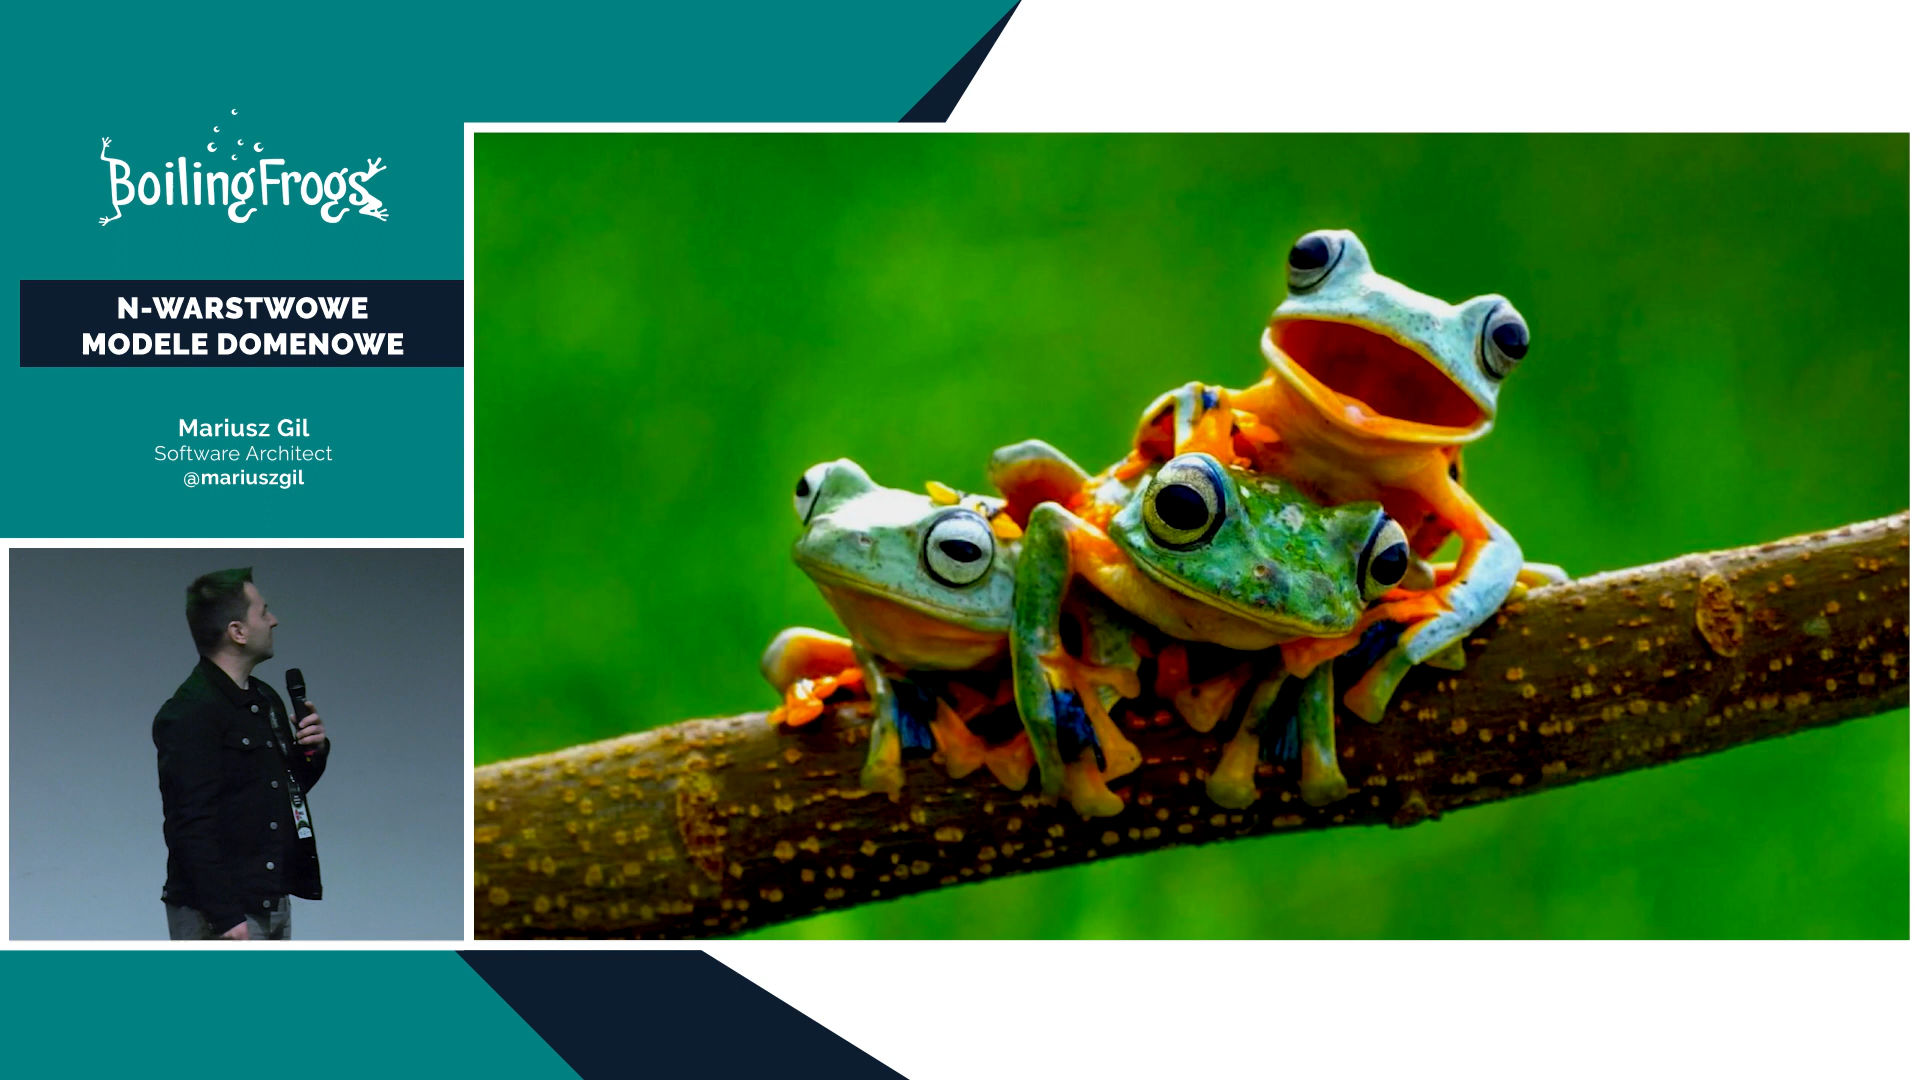 BoilingFrogs
N-WARSTWOWE
MODELE DOMENOWE
Mariusz Gil
Software Architect
@mariuszgil